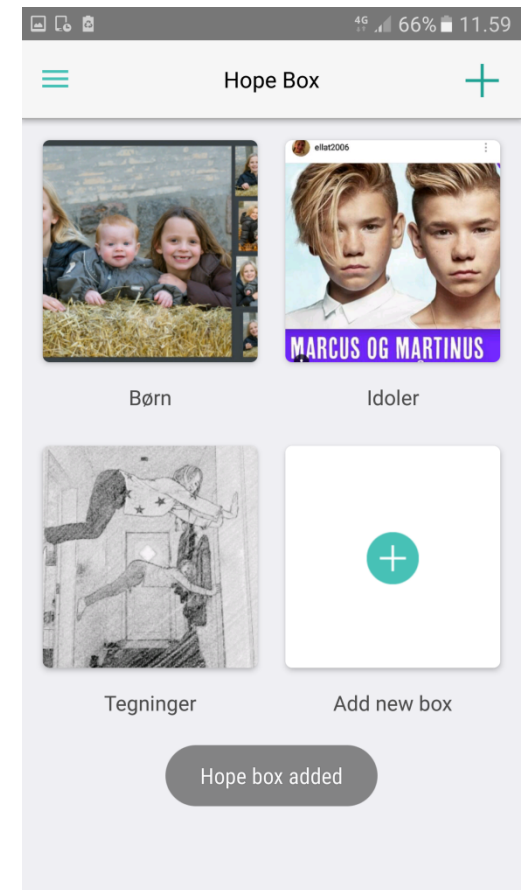 4G 66% 11.59
Hope Box
ellat2006
MARCUS OG MARTINUS
Børn
Idoler
Tegninger
Add new box
Hope box added